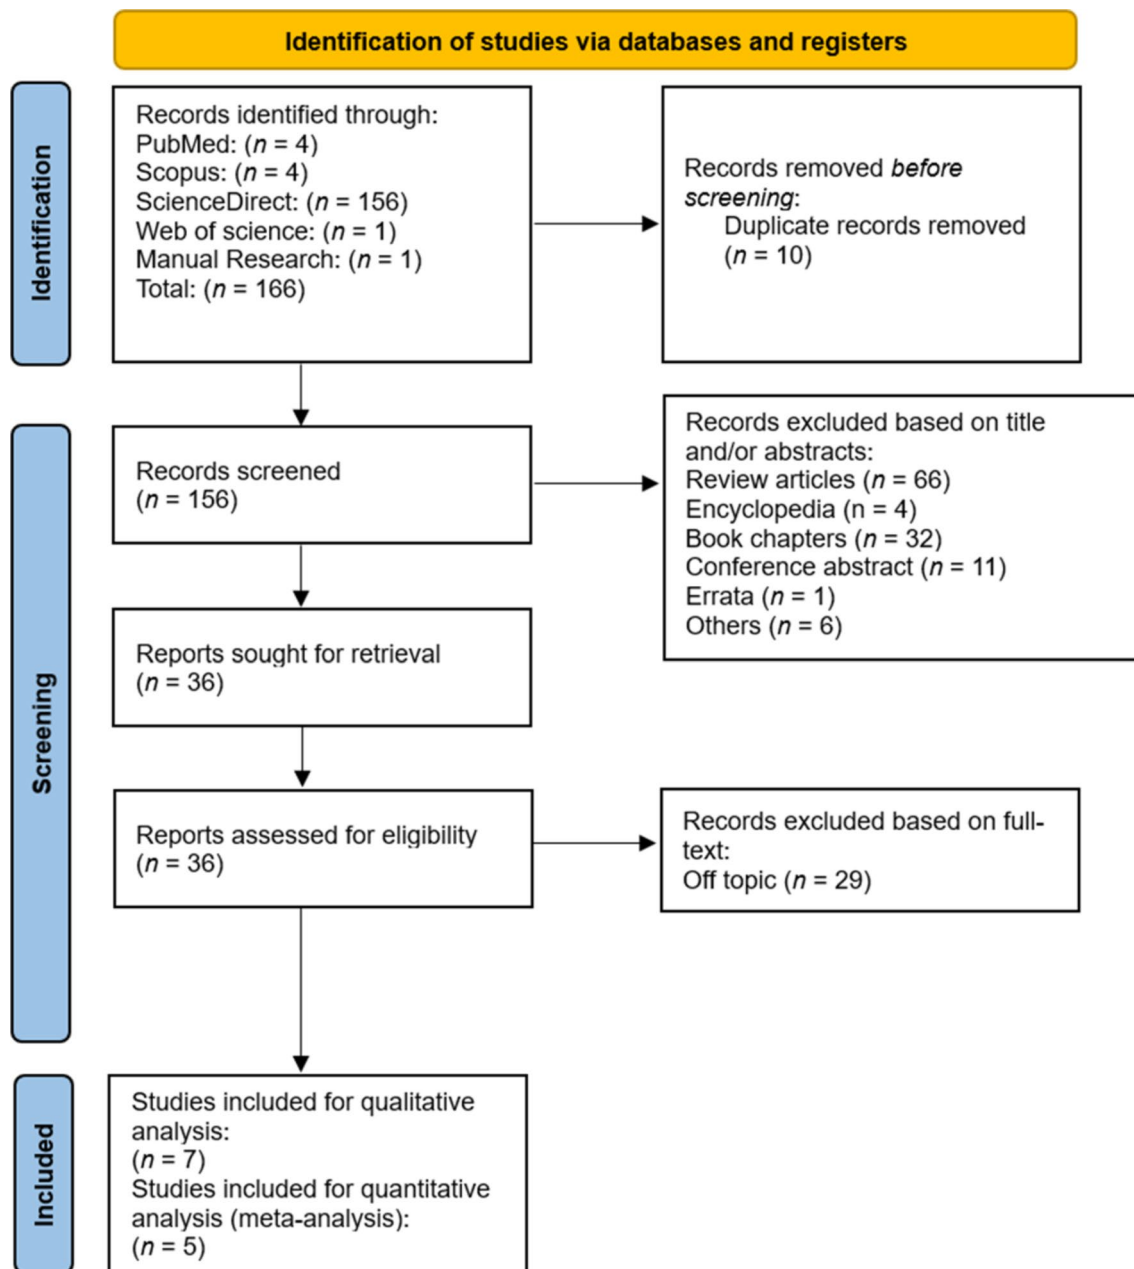 Identification of studies via databases and registers
Identification
Records identified through:
PubMed: (n = 4)
Scopus: (n = 4)
ScienceDirect: (n = 156)
Web of science: (n = 1)
Manual Research: (n = 1)
Total: (n = 166)
Records removed before
screening:
Duplicate records removed
(n = 10)
Screening
Records screened
(n = 156)
Records excluded based on title
and/or abstracts:
Review articles (n = 66)
Encyclopedia (n = 4)
Book chapters (n = 32)
Conference abstract (n = 11)
Errata (n = 1)
Others (n = 6)
Reports sought for retrieval
(n = 36)
Reports assessed for eligibility
(n = 36)
Records excluded based on full-
text:
Off topic (n = 29)
Included
Studies included for qualitative
analysis:
(n = 7)
Studies included for quantitative
analysis (meta-analysis):
(n = 5)